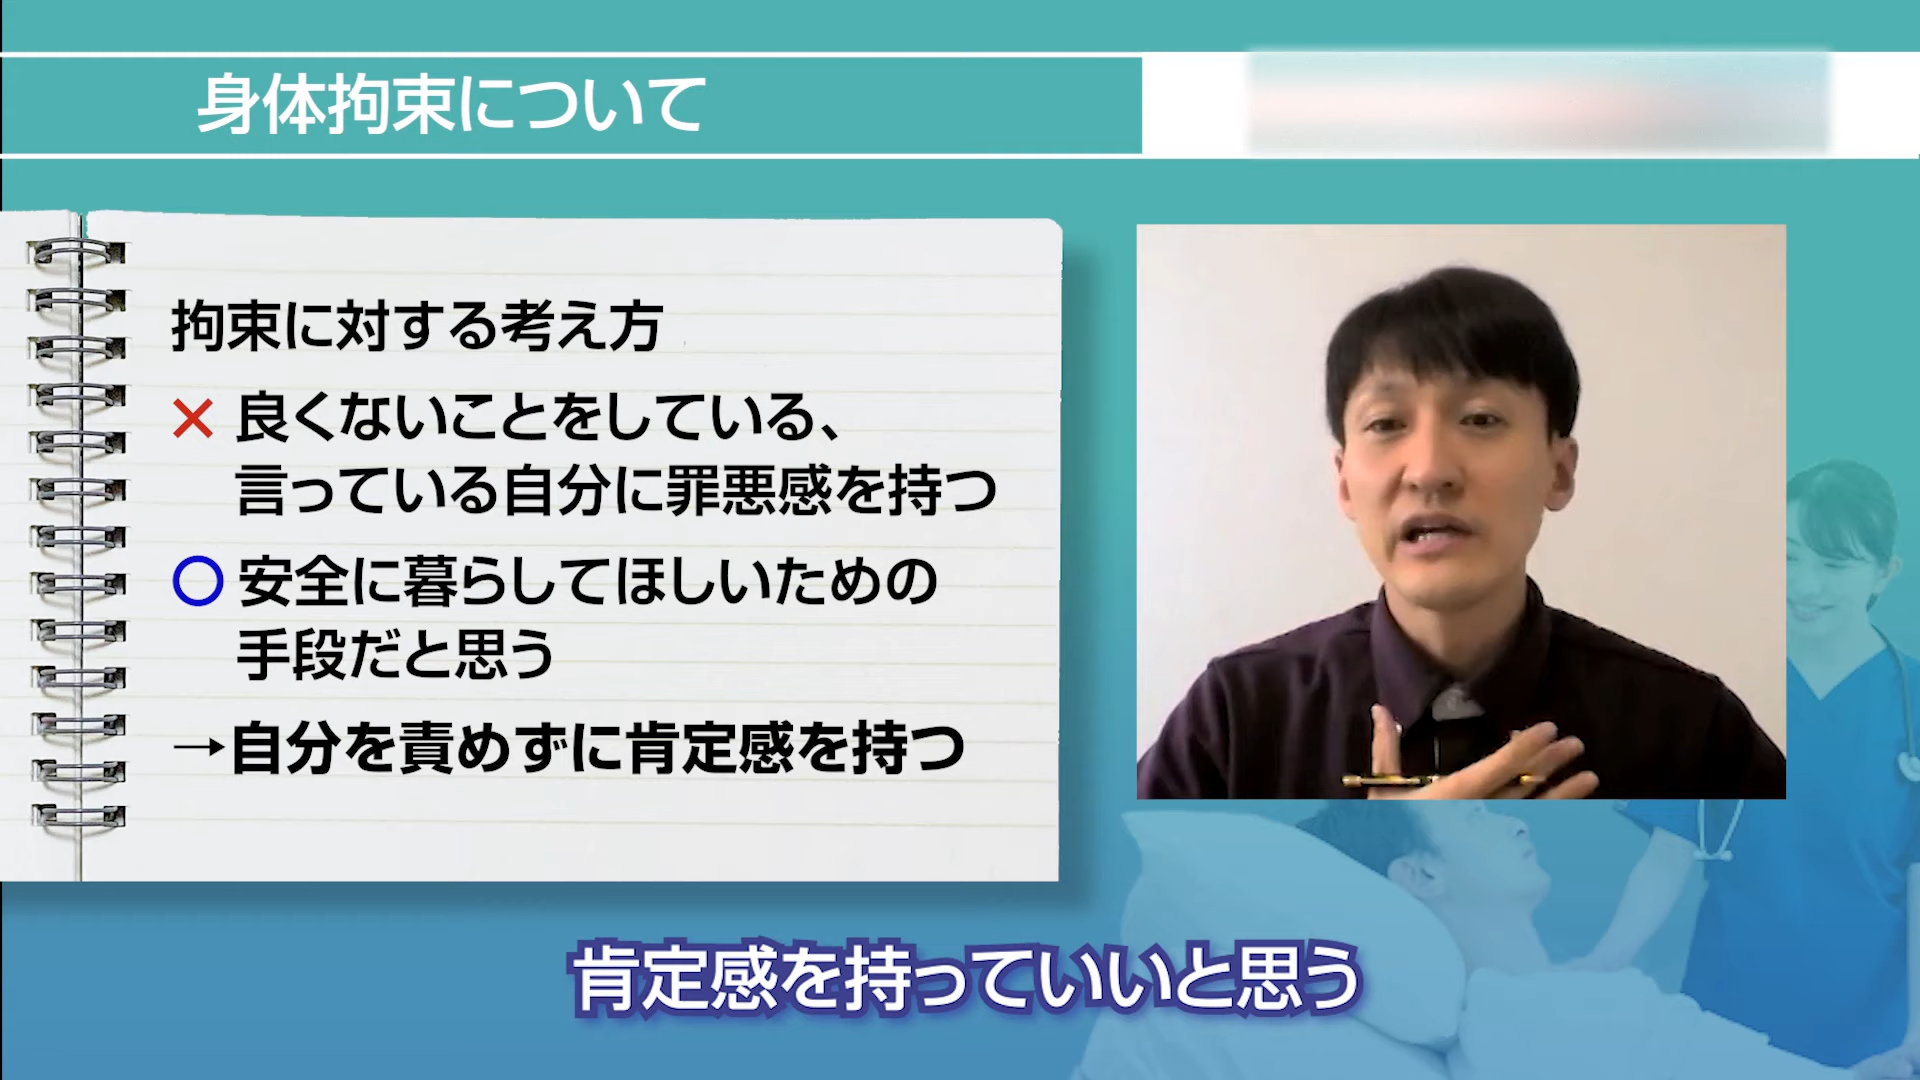 身体拘束について
拘束に対する考え方
× 良くないことをしている、
言っている自分に罪悪感を持つ
〇 安全に暮らしてほしいための
手段だと思う
→自分を責めずに肯定感を持つ
肯定感を持っていいと思う